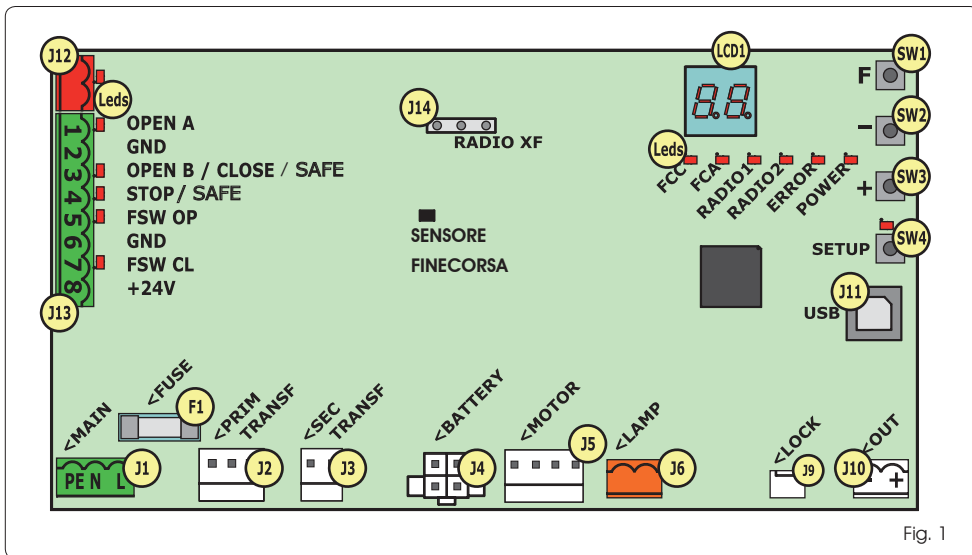 J12
Leds
1 OPEN A
2 GND
3 OPEN B / CLOSE / SAFE
4 STOP/ SAFE
5 FSW OP
6 GND
7 FSW CL
8 +24V
J13
J14
RADIO XF
SENSORE
FINECORSA
LCD1
8.8.
Leds
FCC
FCA
RADIO1
RADIO2
ERROR
POWER
F
SW1
-
SW2
+
SW3
SETUP
SW4
J11
USB
<MAIN
PE N L
J1
<FUSE
F1
<PRIM
TRANSF
J2
<SEC
TRANSF
J3
<BATTERY
J4
<MOTOR
J5
<LAMP
J6
<LOCK
J9
<OUT
J10
- +
Fig. 1